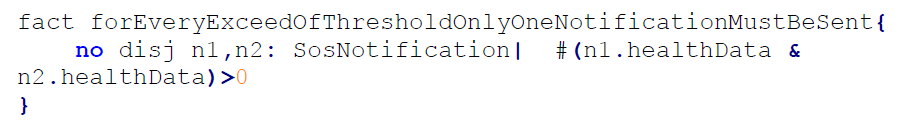 fact forEveryExceedOfThresholdOnlyOneNotificationMustBeSent{
no disj n1,n2: SosNotification| #(n1.healthData &
n2.healthData)>0
}